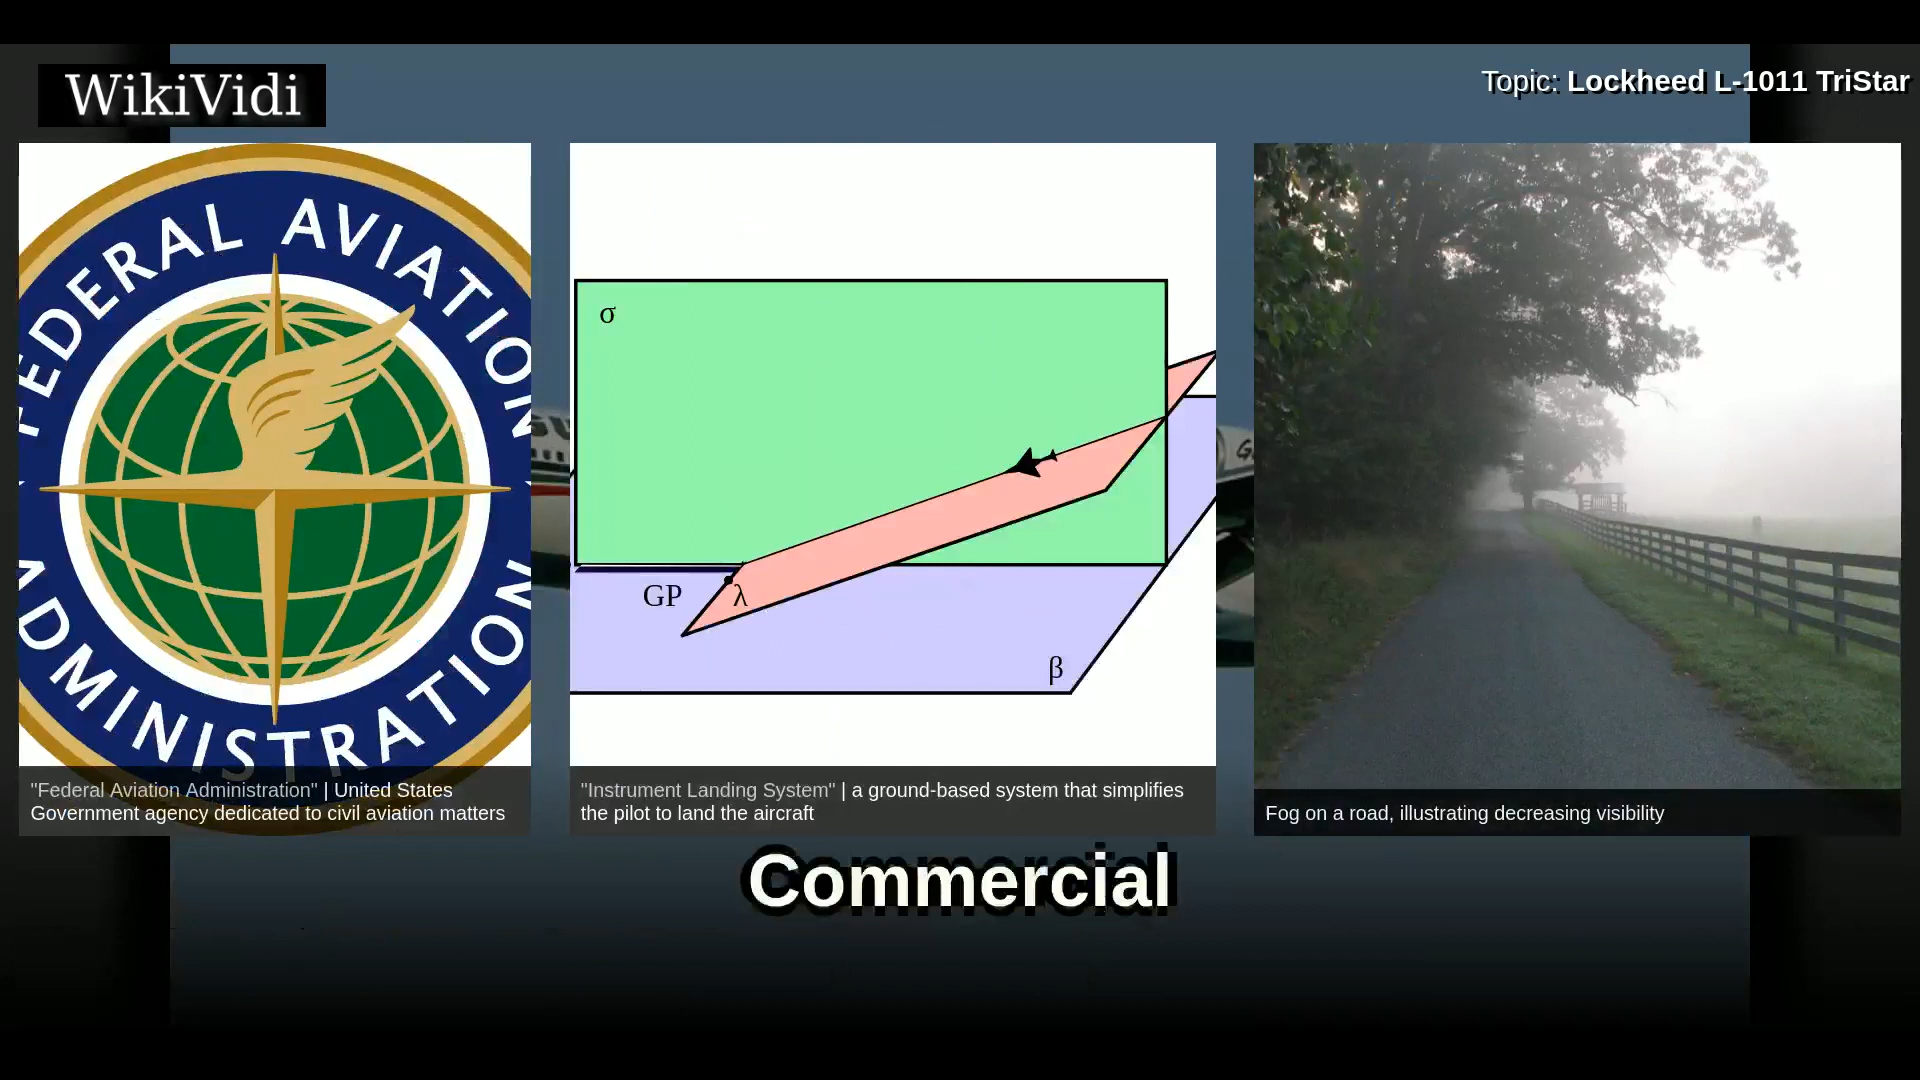 WikiVidi
Topic: Lockheed L-1011 TriStar
FEDERAL AVIATION
ADMINISTRATION
"Federal Aviation Administration" | United States
Government agency dedicated to civil aviation matters
σ
GP
λ
β
"Instrument Landing System" | a ground-based system that simplifies
the pilot to land the aircraft
Fog on a road, illustrating decreasing visibility
Commercial